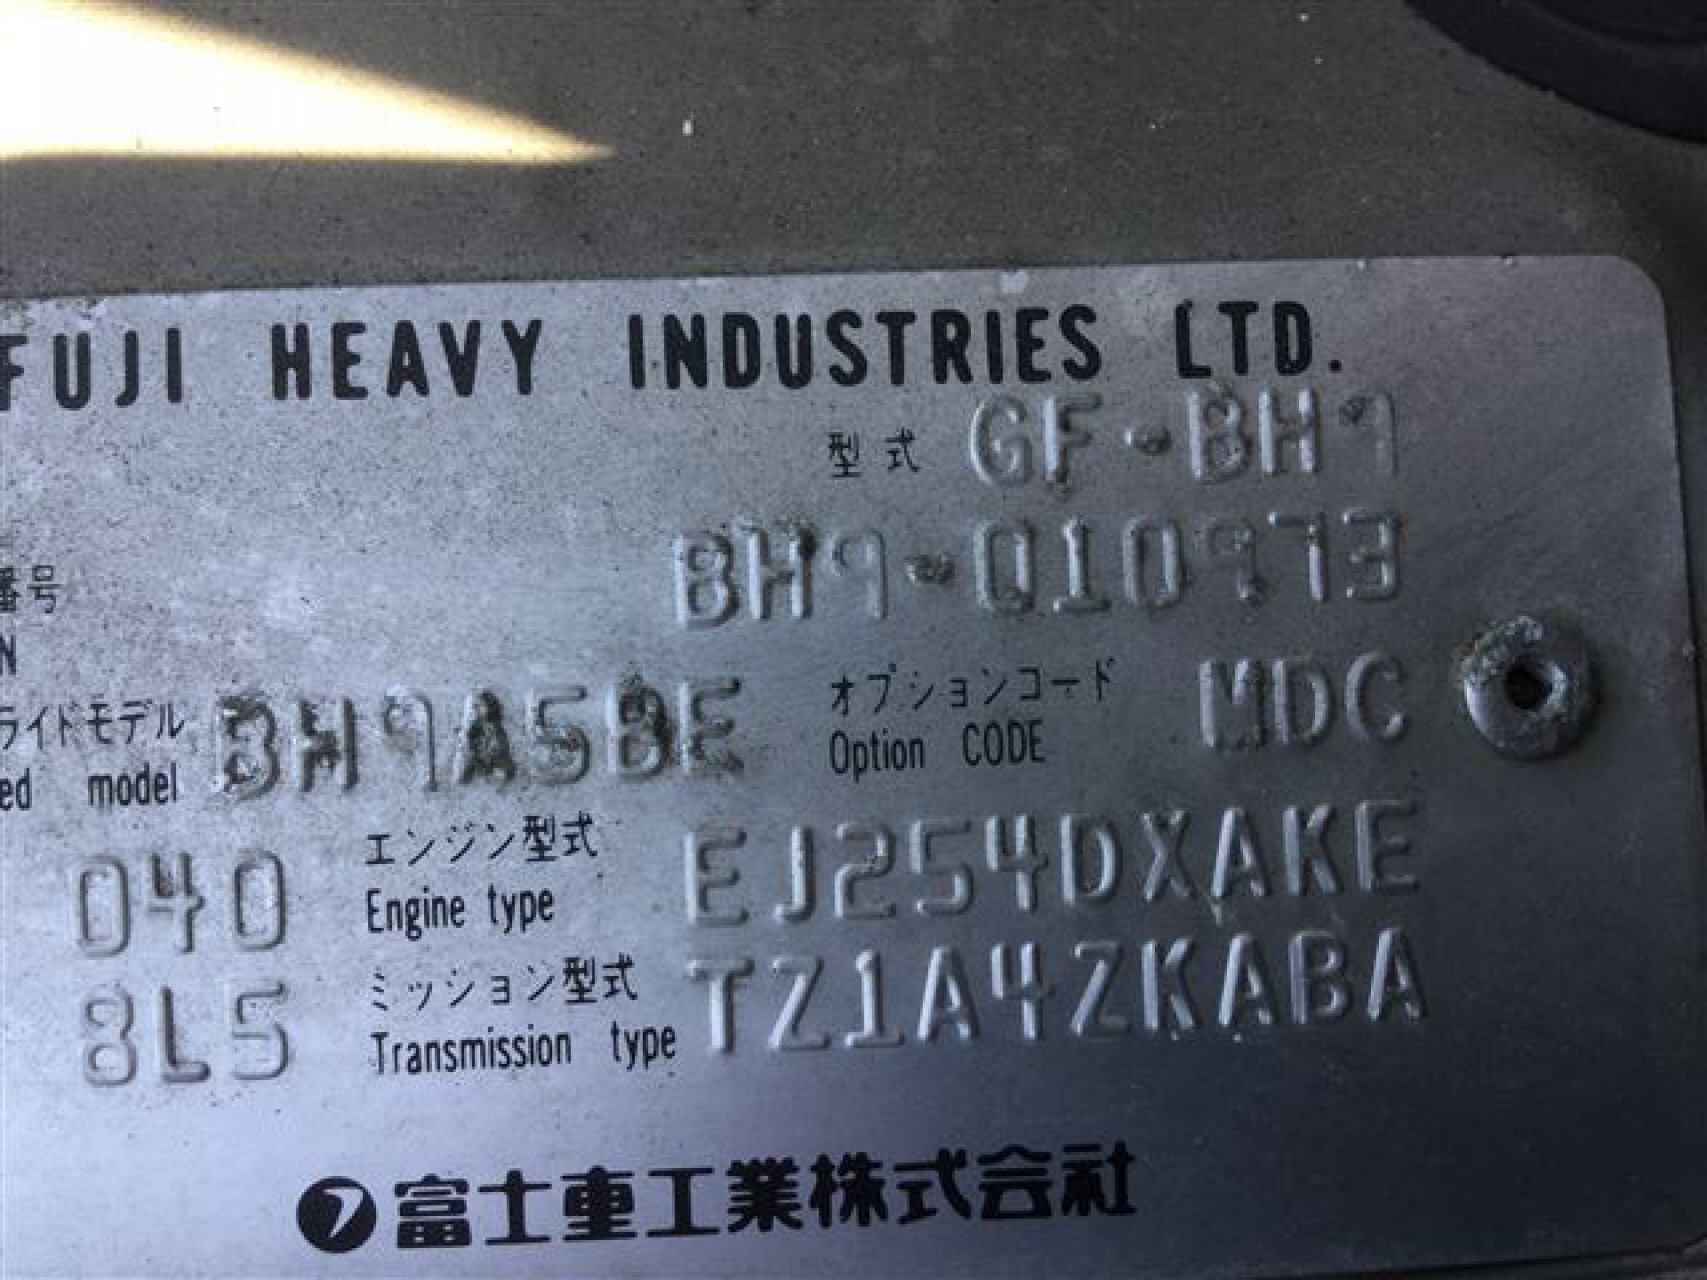 FUJI HEAVY INDUSTRIES LTD.
型式 GF-BH9
番号 BH9-010973
N
ライドモデル BH9A5BE オプションコード MDC
ed model Option CODE
040 エンジン型式 EJ254DXAKE
Engine type
8L5 ミッション型式 TZ1A4ZKABA
Transmission type
富士重工業株式会社